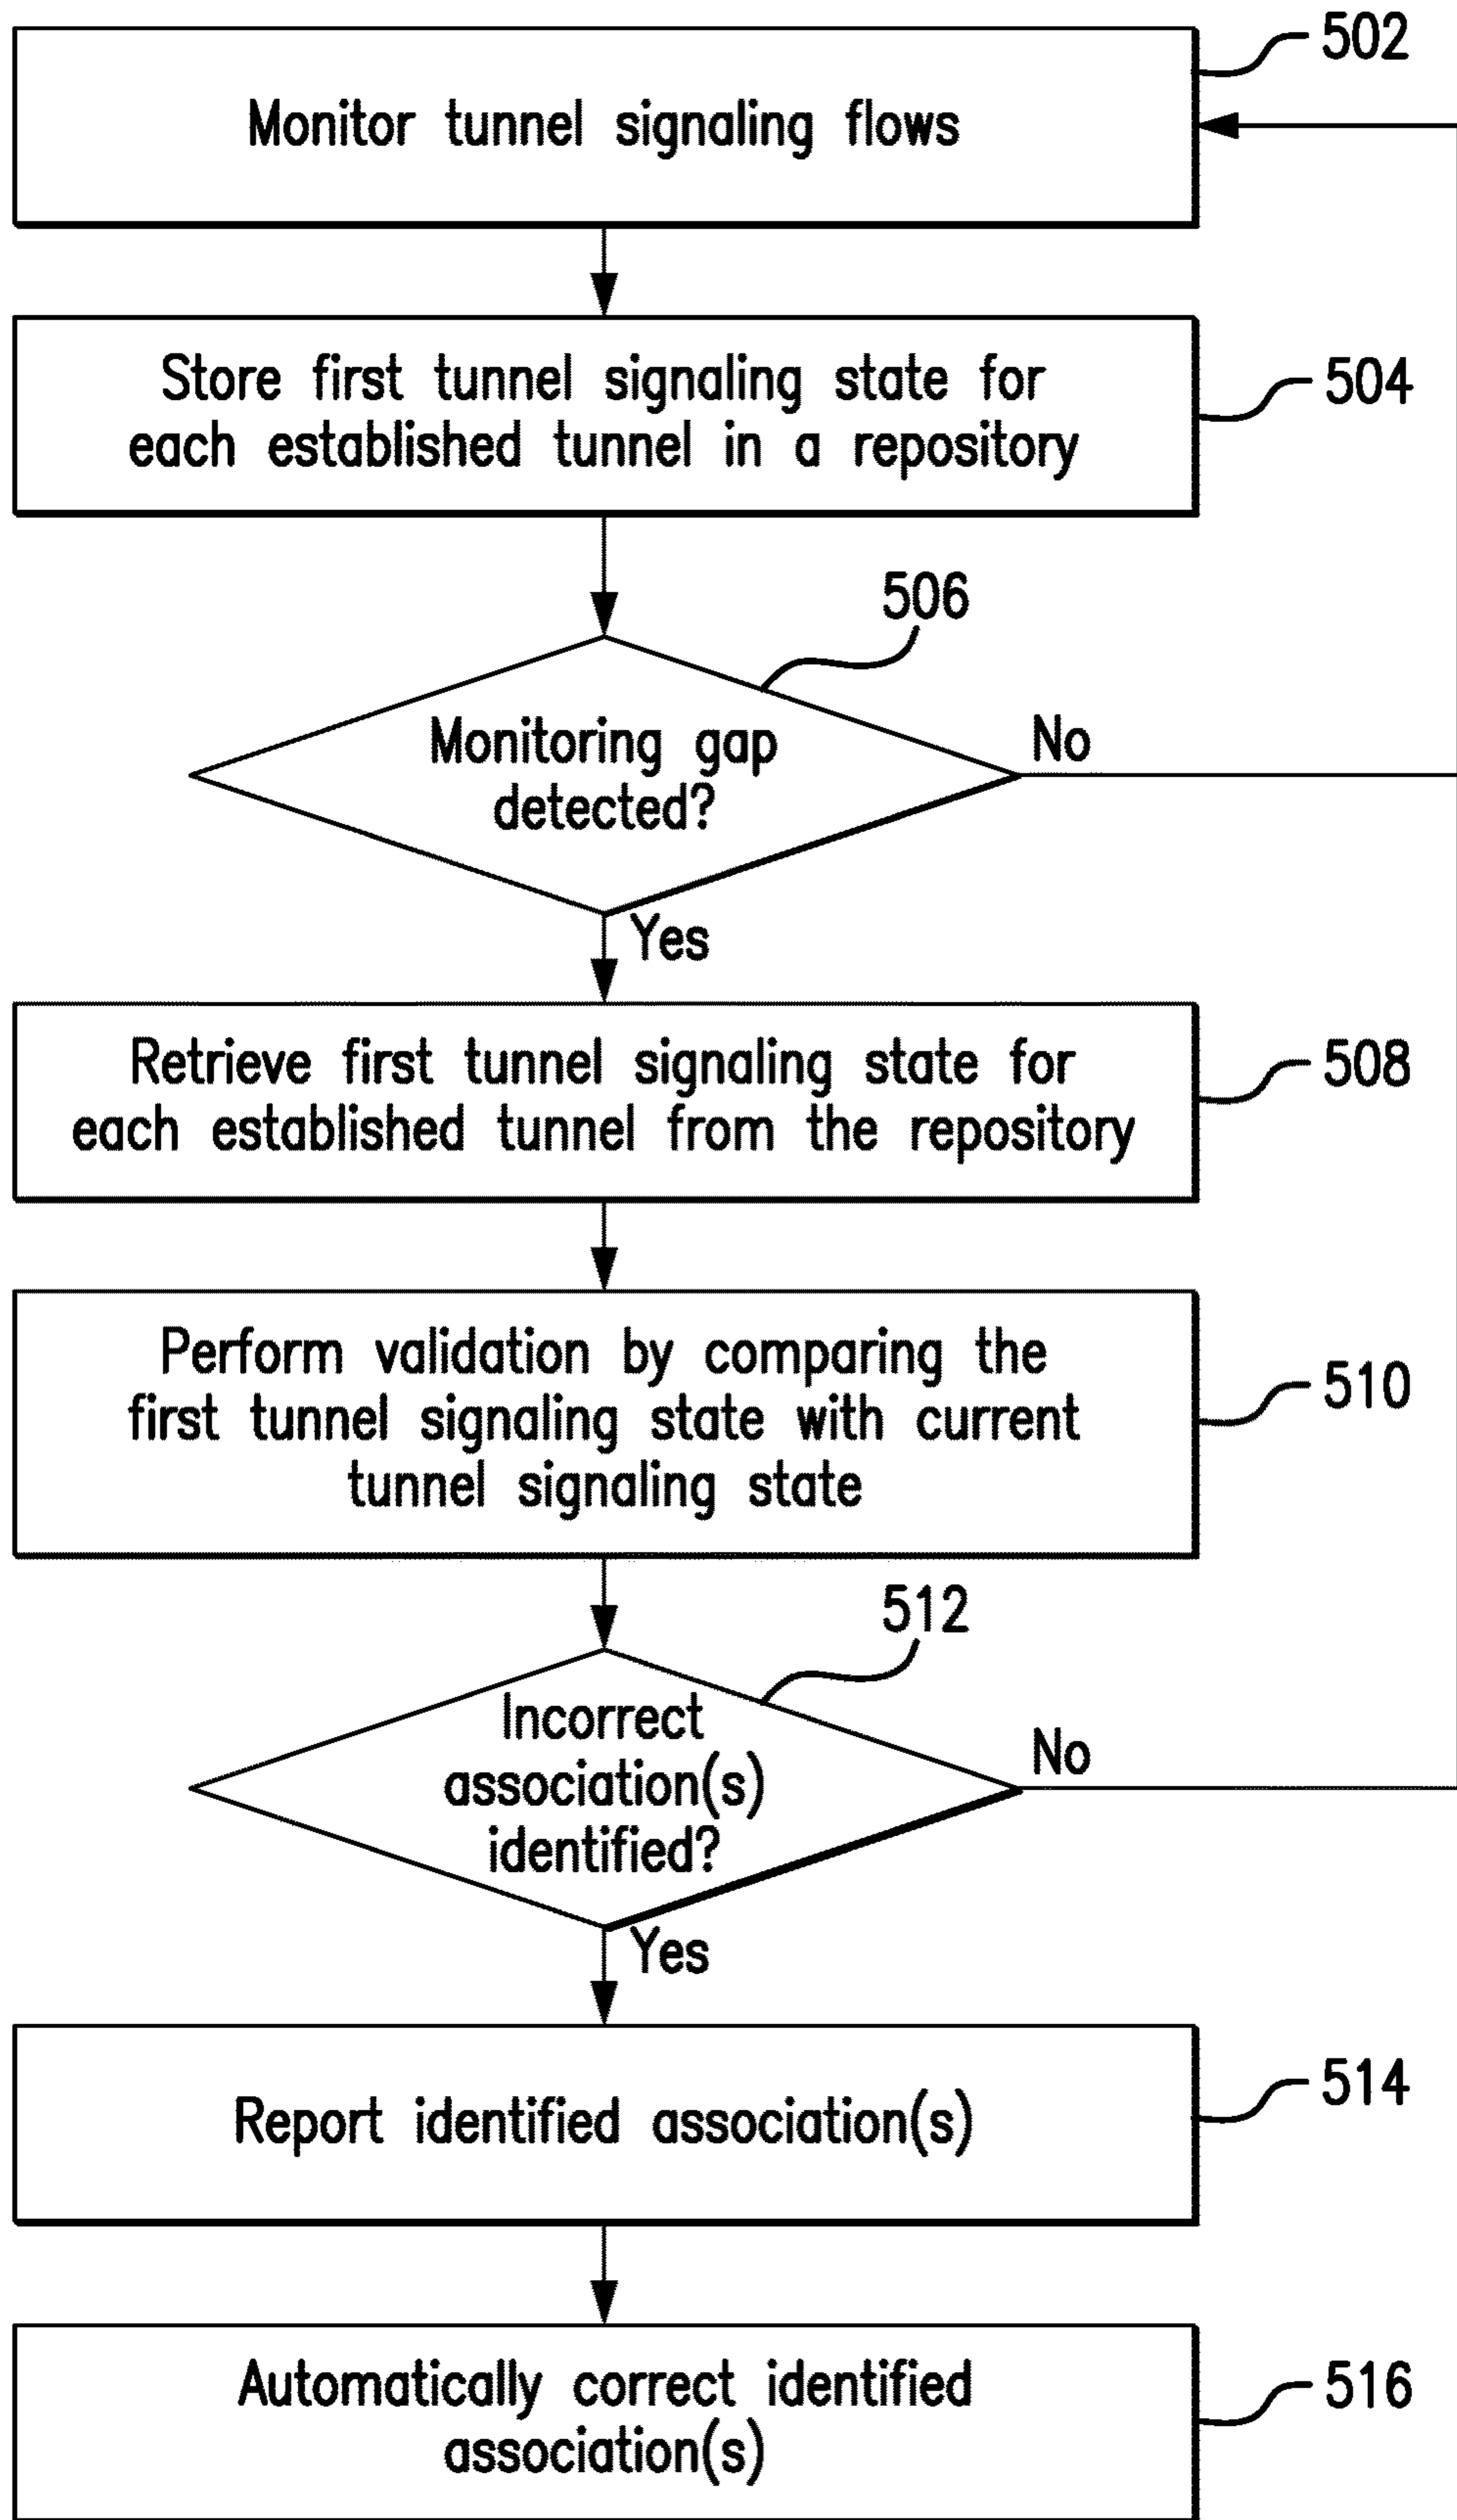 502
Monitor tunnel signaling flows
Store first tunnel signaling state for
each established tunnel in a repository
504
506
Monitoring gap
detected?
No
Yes
Retrieve first tunnel signaling state for
each established tunnel from the repository
508
Perform validation by comparing the
first tunnel signaling state with current
tunnel signaling state
510
512
Incorrect
association(s)
identified?
No
Yes
Report identified association(s)
514
Automatically correct identified
association(s)
516